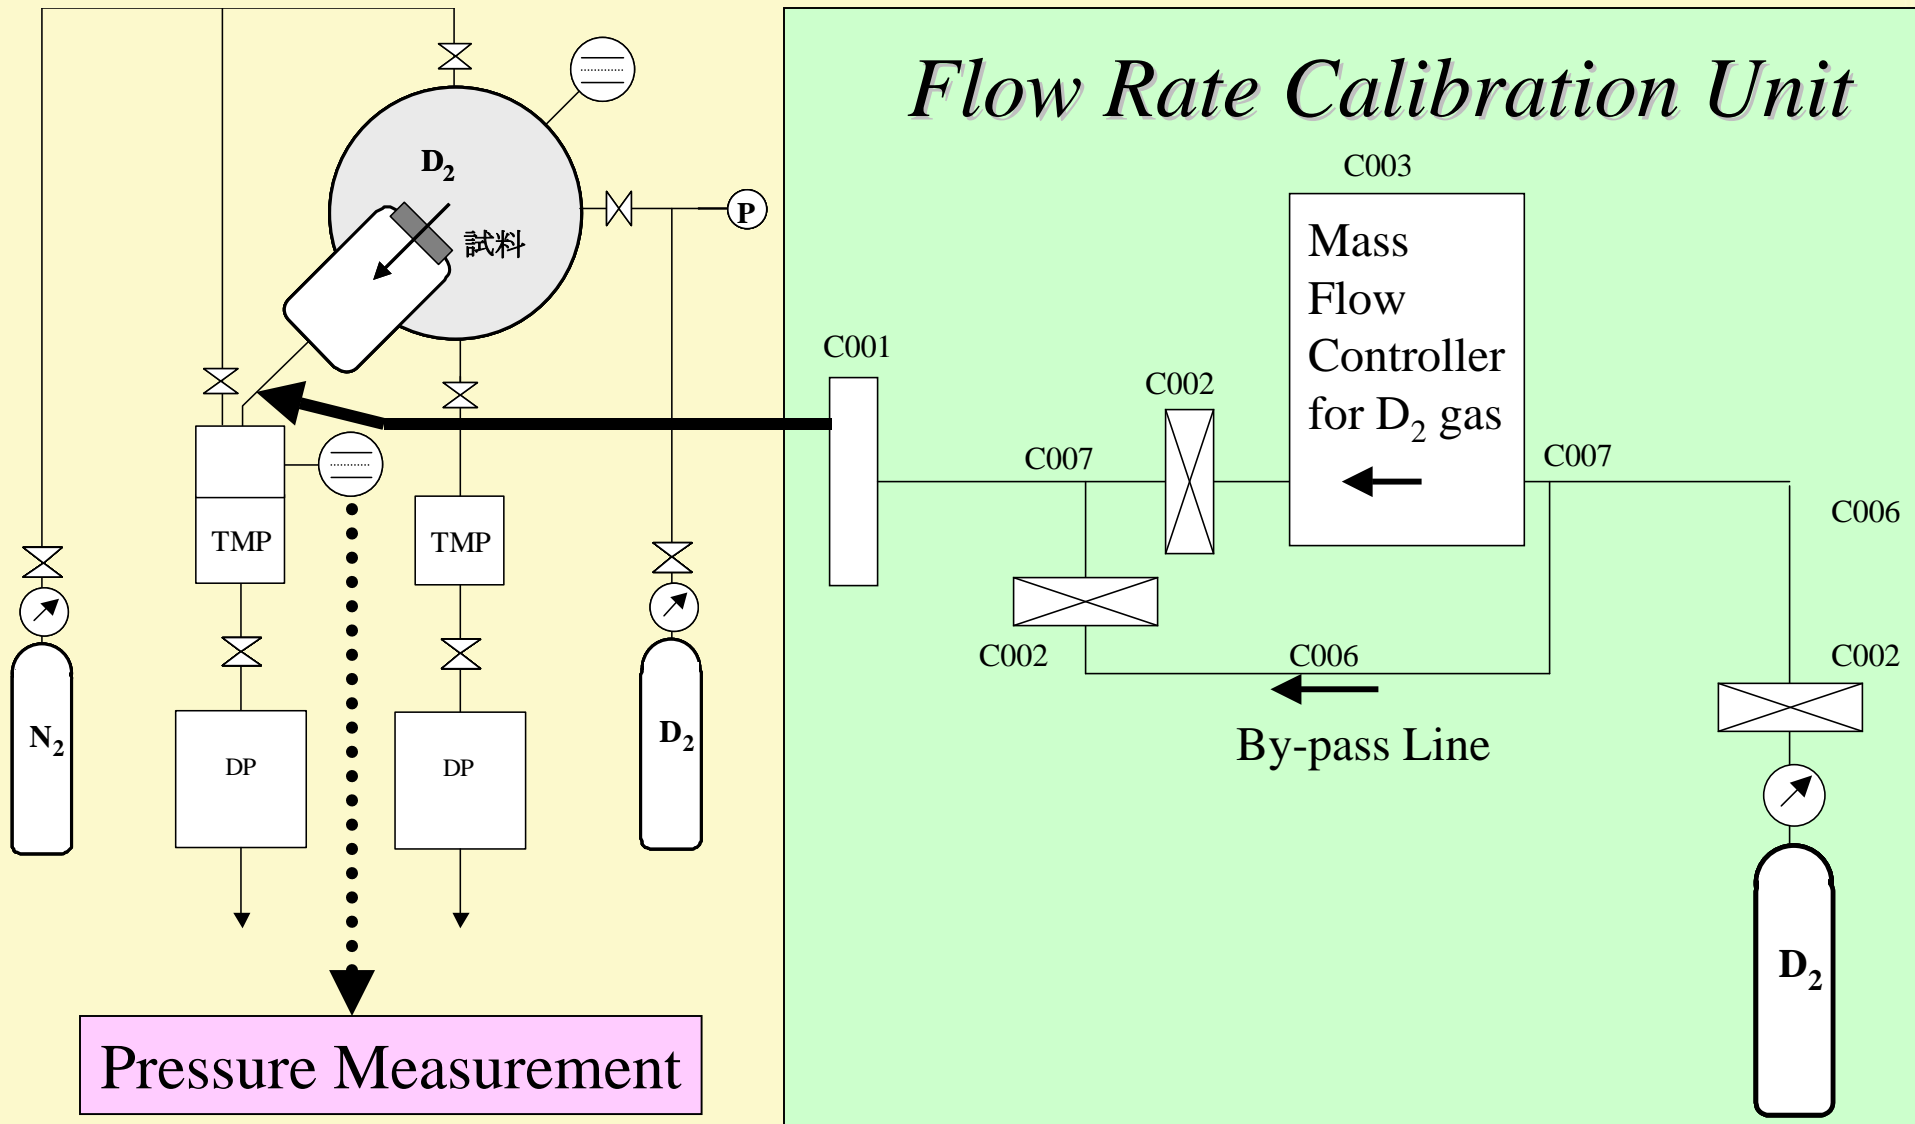 Flow Rate Calibration Unit
D₂
試料
P
C003
Mass
Flow
Controller
for D₂ gas
C001
C002
C007
C007
C006
TMP
TMP
C002
C006
C002
By-pass Line
N₂
DP
DP
D₂
D₂
Pressure Measurement